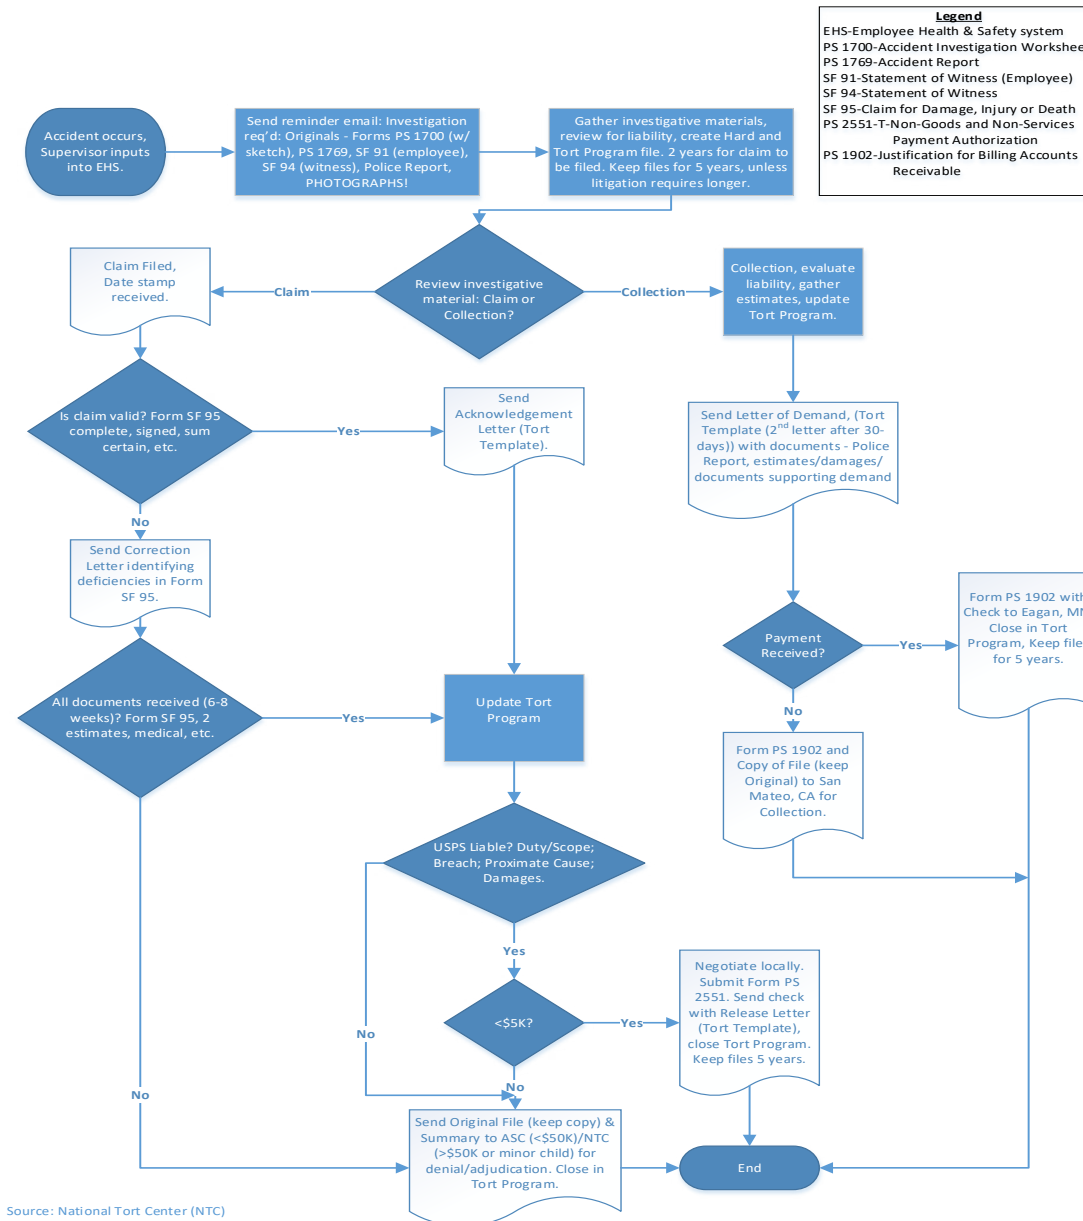 Legend
EHS-Employee Health & Safety system
PS 1700-Accident Investigation Workshee
PS 1769-Accident Report
SF 91-Statement of Witness (Employee)
SF 94-Statement of Witness
SF 95-Claim for Damage, Injury or Death
PS 2551-T-Non-Goods and Non-Services
Payment Authorization
PS 1902-Justification for Billing Accounts
Receivable
Accident occurs,
Supervisor inputs
into EHS.
Send reminder email: Investigation
req'd: Originals - Forms PS 1700 (w/
sketch), PS 1769, SF 91 (employee),
SF 94 (witness), Police Report,
PHOTOGRAPHS!
Gather investigative materials,
review for liability, create Hard and
Tort Program file. 2 years for claim to
be filed. Keep files for 5 years, unless
litigation requires longer.
Claim Filed,
Date stamp
received.
Claim
Review investigative
material: Claim or
Collection?
Collection
Collection, evaluate
liability, gather
estimates, update
Tort Program.
Is claim valid? Form SF 95
complete, signed, sum
certain, etc.
Yes
Send
Acknowledgement
Letter (Tort
Template).
Send Letter of Demand, (Tort
Template (2nd letter after 30-
days)) with documents - Police
Report, estimates/damages/
documents supporting demand
No
Send Correction
Letter identifying
deficiencies in Form
SF 95.
Payment
Received?
Yes
Form PS 1902 with
Check to Eagan, MN
Close in Tort
Program, Keep file
for 5 years.
All documents received (6-8
weeks)? Form SF 95, 2
estimates, medical, etc.
Yes
Update Tort
Program
No
Form PS 1902 and
Copy of File (keep
Original) to San
Mateo, CA for
Collection.
USPS Liable? Duty/Scope;
Breach; Proximate Cause;
Damages.
Yes
<$5K?
Yes
Negotiate locally.
Submit Form PS
2551. Send check
with Release Letter
(Tort Template),
close Tort Program.
Keep files 5 years.
No
No
No
Send Original File (keep copy) &
Summary to ASC (<$50K)/NTC
(>$50K or minor child) for
denial/adjudication. Close in
Tort Program.
End
Source: National Tort Center (NTC)